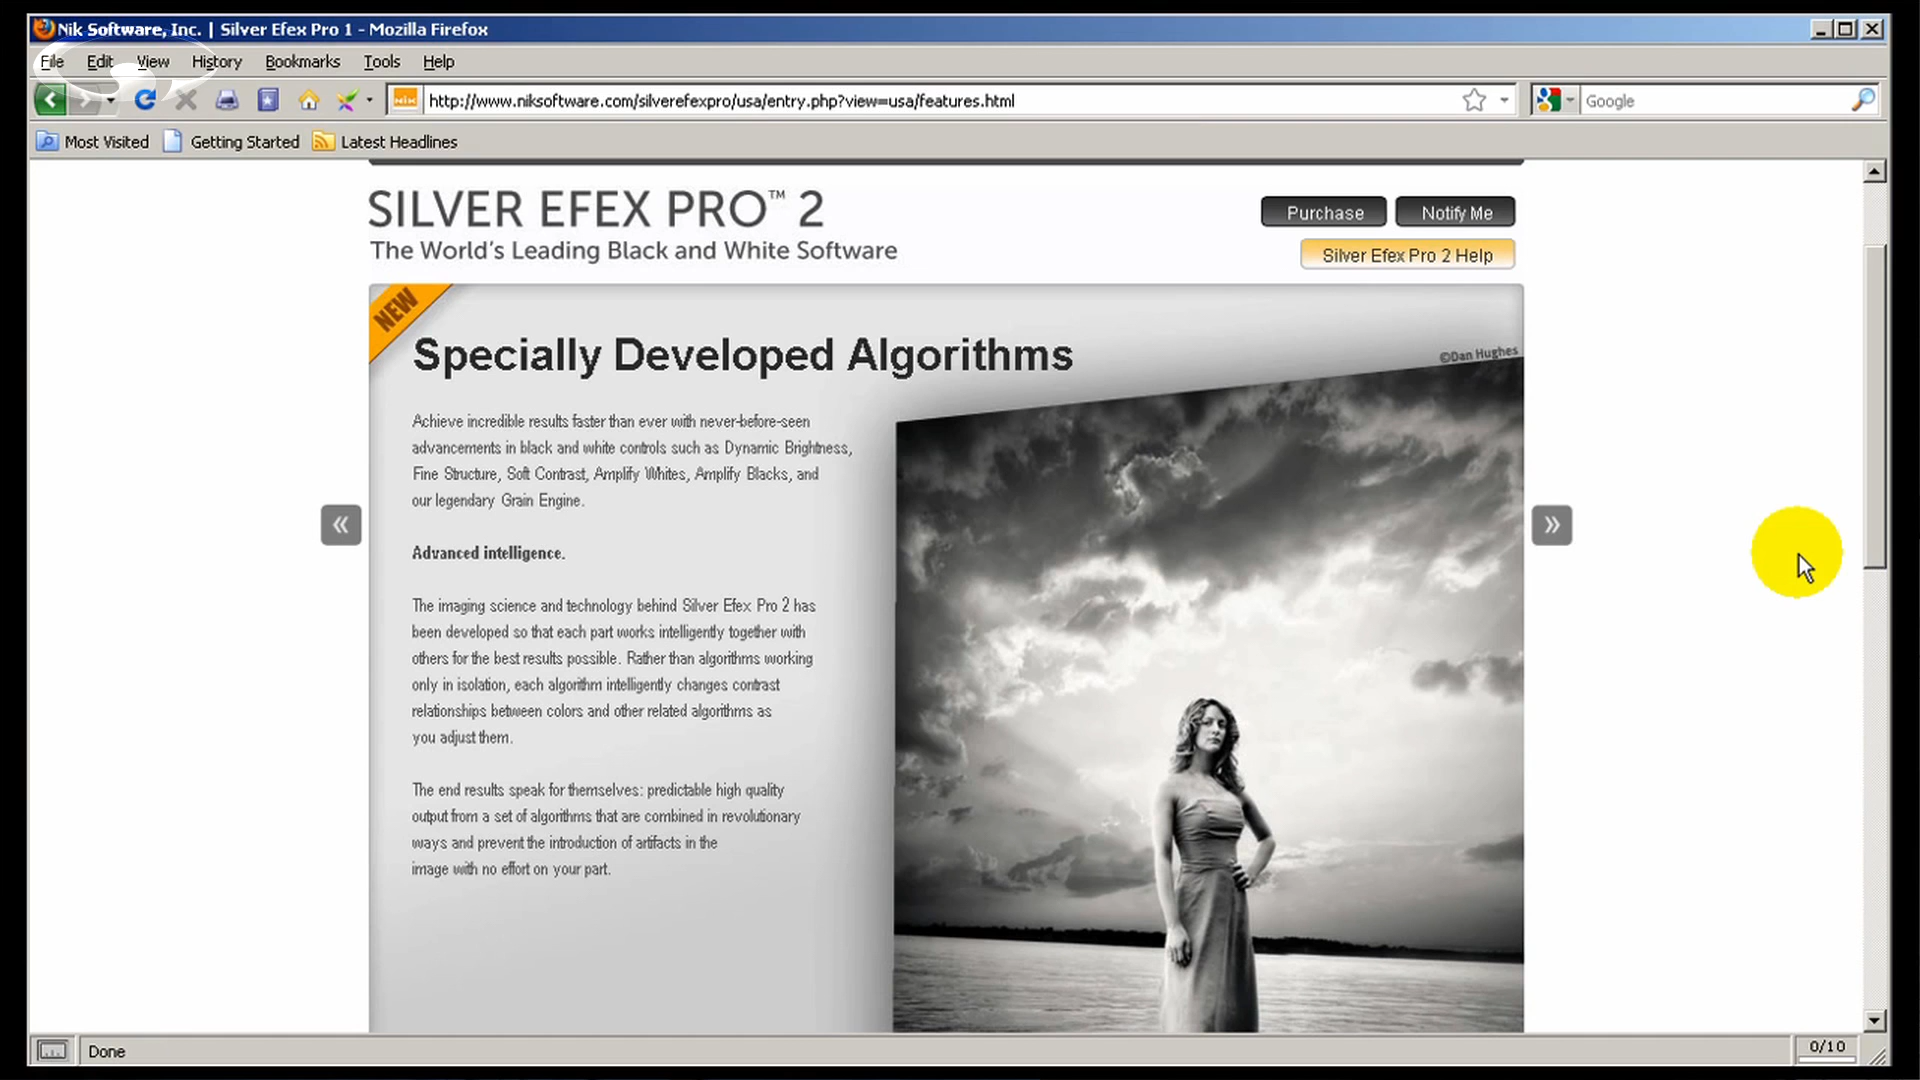 Nik Software, Inc. | Silver Efex Pro 1 - Mozilla Firefox
File Edit View History Bookmarks Tools Help
NIK http://www.niksoftware.com/silverefexpro/usa/entry.php?view=usa/features.html Google
Most Visited Getting Started Latest Headlines
SILVER EFEX PRO™ 2
Purchase Notify Me
The World's Leading Black and White Software
Silver Efex Pro 2 Help
NEW
Specially Developed Algorithms
©Dan Hughes
Achieve incredible results faster than ever with never-before-seen
advancements in black and white controls such as Dynamic Brightness,
Fine Structure, Soft Contrast, Amplify Whites, Amplify Blacks, and
our legendary Grain Engine.
Advanced intelligence.
The imaging science and technology behind Silver Efex Pro 2 has
been developed so that each part works intelligently together with
others for the best results possible. Rather than algorithms working
only in isolation, each algorithm intelligently changes contrast
relationships between colors and other related algorithms as
you adjust them.
The end results speak for themselves: predictable high quality
output from a set of algorithms that are combined in revolutionary
ways and prevent the introduction of artifacts in the
image with no effort on your part.
Done 0/10